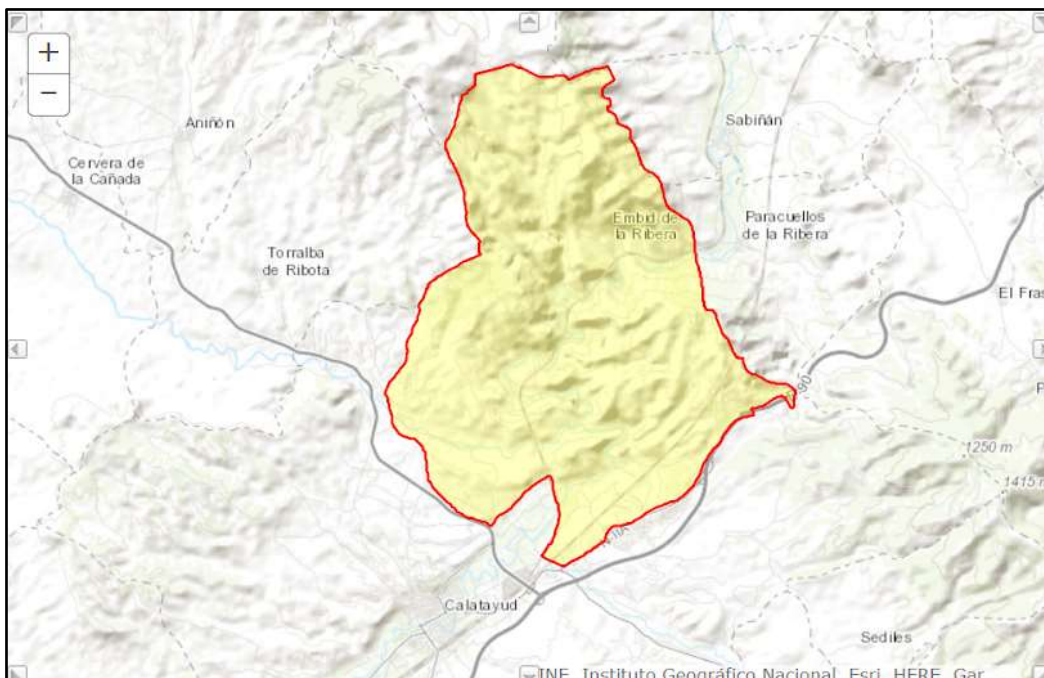 +
−
Aniñón
Sabiñán
Cervera de
la Cañada
Embid de
la Ribera
Paracuellos
de la Ribera
Torralba
de Ribota
El Fras
1250 m
1415 m
N-IIA
Calatayud
Sediles
INE, Instituto Geográfico Nacional, Esri, HERE, Gar